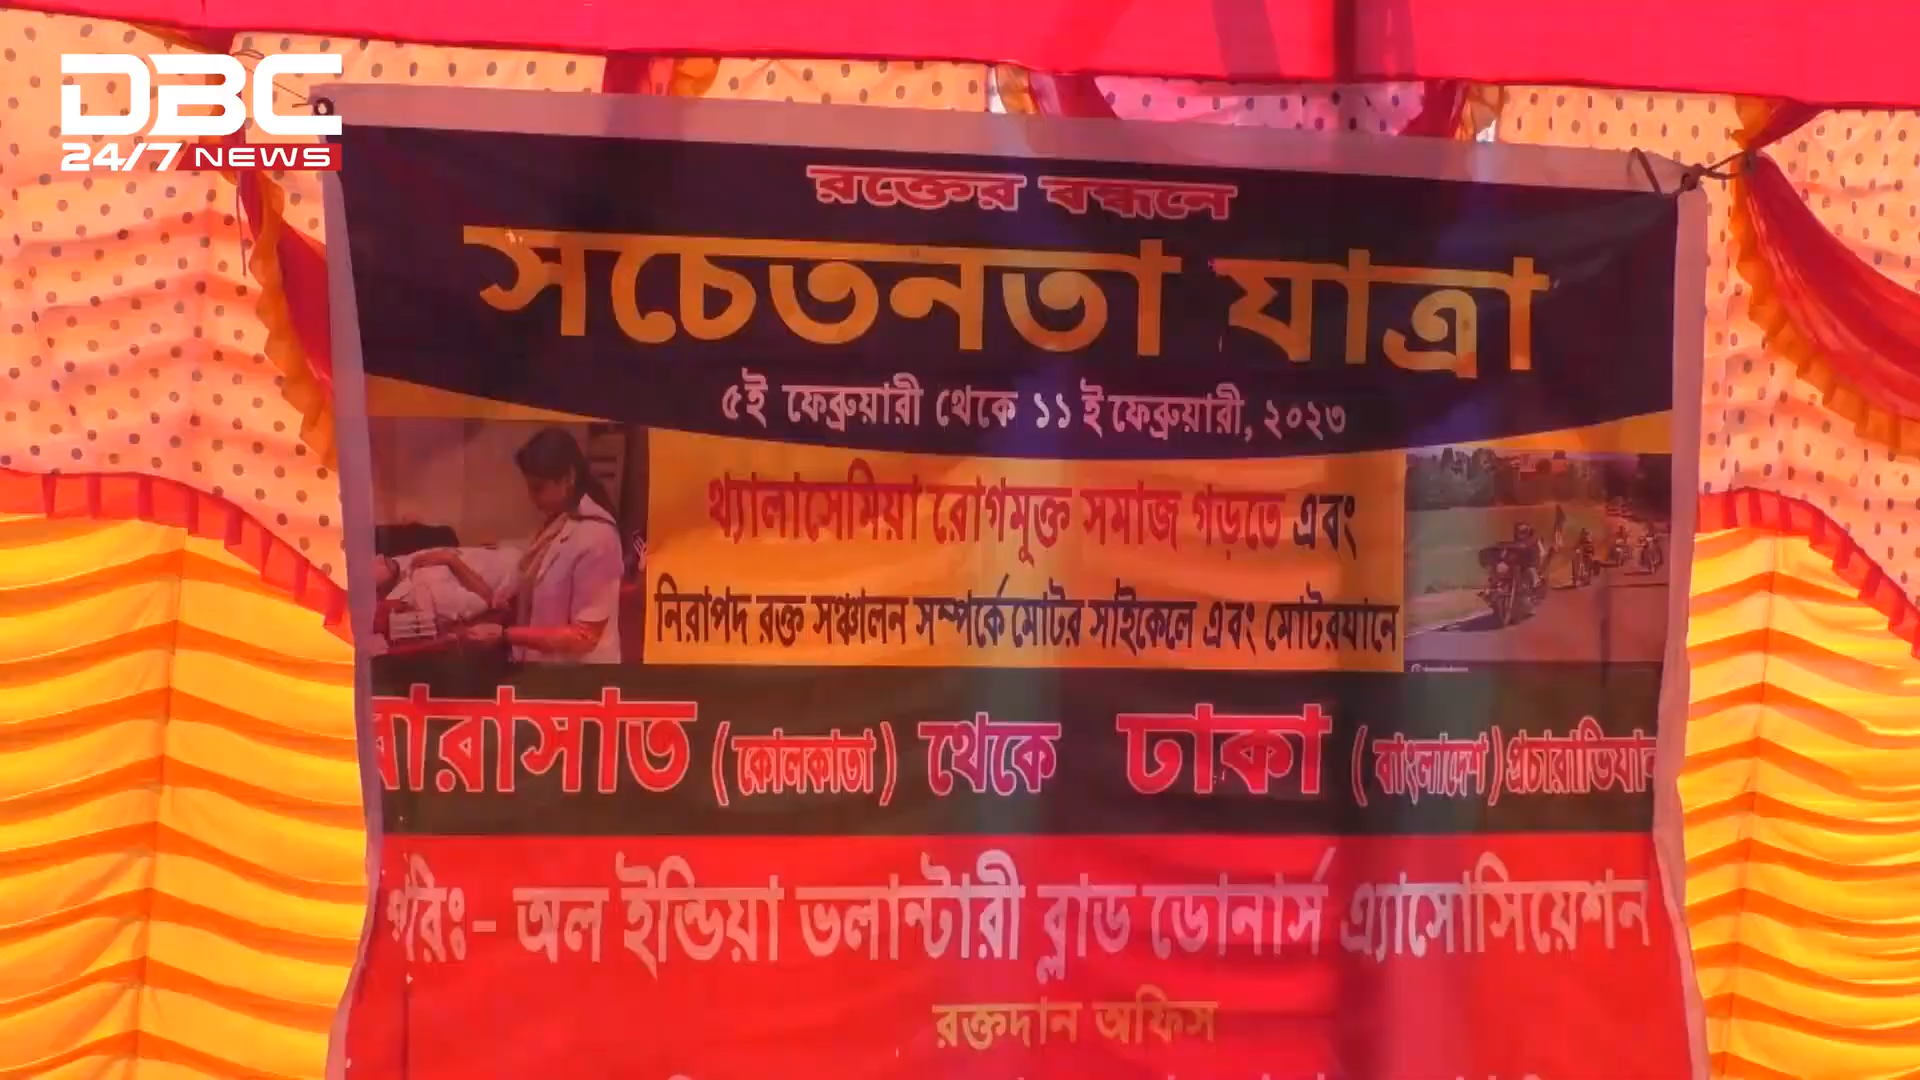 DBC
24/7 NEWS
রক্তের বন্ধনে
সচেতনতা যাত্রা
৫ই ফেব্রুয়ারী থেকে ১১ ই ফেব্রুয়ারী, ২০২৩
থ্যালাসেমিয়া রোগমুক্ত সমাজ গড়তে এবং
নিরাপদ রক্ত সঞ্চালন সম্পর্কে মোটর সাইকেলে এবং মোটরযানে
বারাসাত (কোলকাতা) থেকে ঢাকা (বাংলাদেশ) প্রচারাভিযান
পরিঃ- অল ইন্ডিয়া ভলান্টারী ব্লাড ডোনার্স এ্যাসোসিয়েশন
রক্তদান অফিস